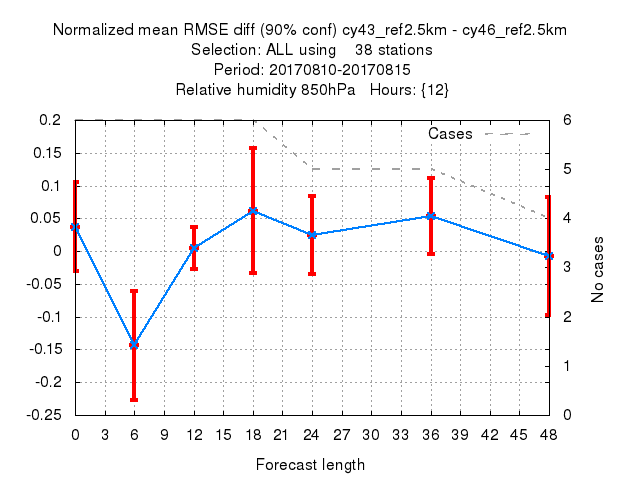 Normalized mean RMSE diff (90% conf) cy43_ref2.5km - cy46_ref2.5km
Selection: ALL using 38 stations
Period: 20170810-20170815
Relative humidity 850hPa Hours: {12}
Cases
0.2
0.15
0.1
0.05
0
-0.05
-0.1
-0.15
-0.2
-0.25
6
5
4
3
2
1
0
No cases
0 3 6 9 12 15 18 21 24 27 30 33 36 39 42 45 48
Forecast length